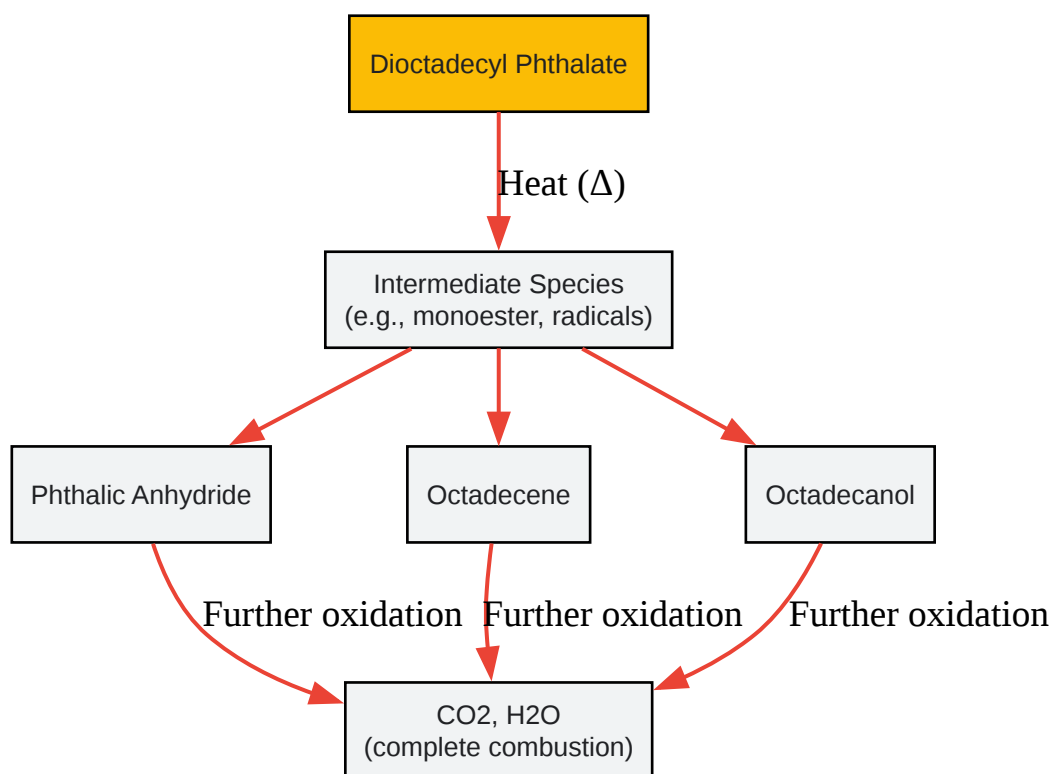 Dioctadecyl Phthalate
Heat (Δ)
Intermediate Species
(e.g., monoester, radicals)
Phthalic Anhydride
Octadecene
Octadecanol
Further oxidation
Further oxidation
Further oxidation
CO2, H2O
(complete combustion)